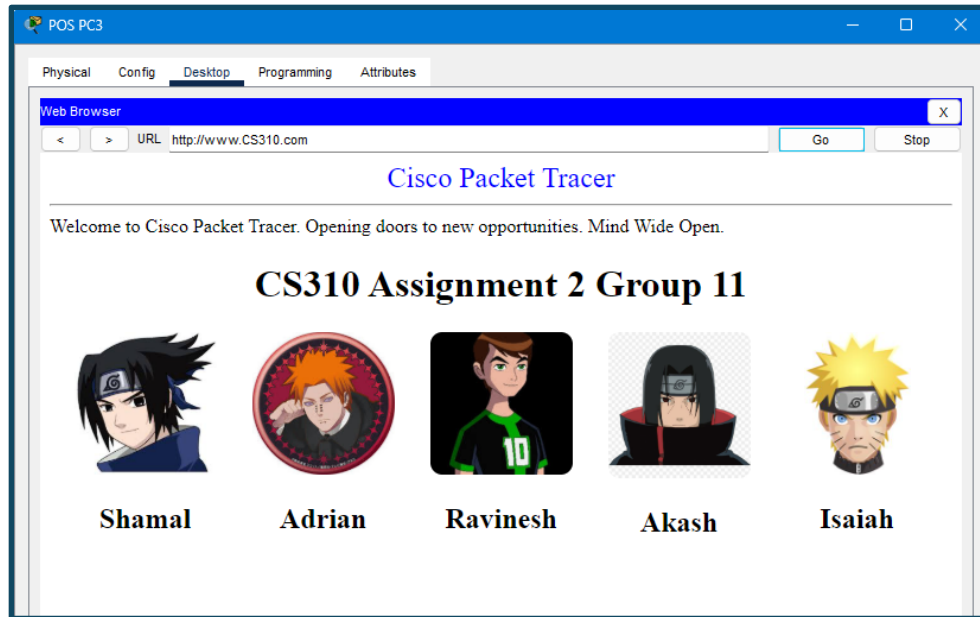 POS PC3
Physical Config Desktop Programming Attributes
Web Browser X
< > URL http://www.CS310.com Go Stop
Cisco Packet Tracer
Welcome to Cisco Packet Tracer. Opening doors to new opportunities. Mind Wide Open.
CS310 Assignment 2 Group 11
10
Shamal Adrian Ravinesh Akash Isaiah